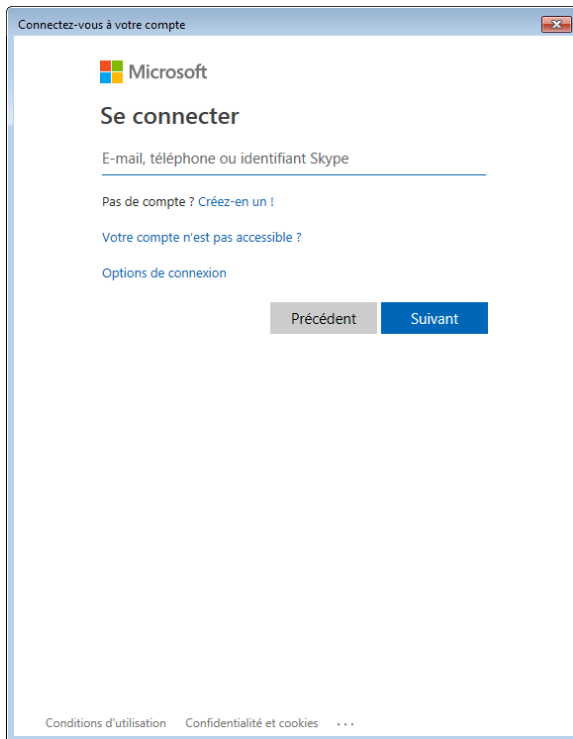 Connectez-vous à votre compte
Microsoft
Se connecter
E-mail, téléphone ou identifiant Skype
Pas de compte ? Créez-en un !
Votre compte n'est pas accessible ?
Options de connexion
Précédent Suivant
Conditions d'utilisation Confidentialité et cookies ...